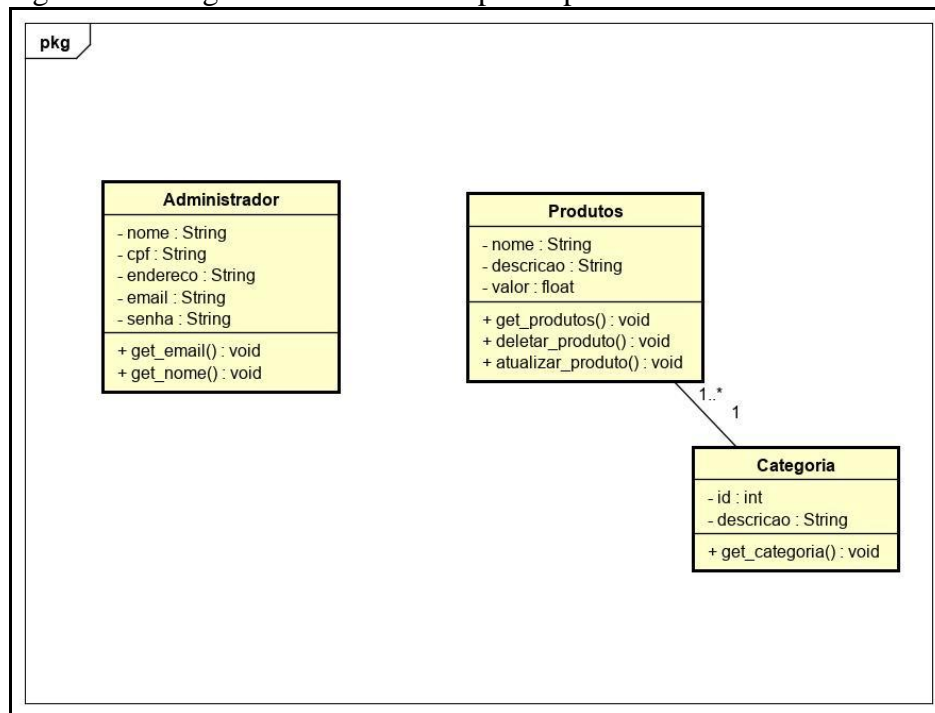 pkg
Administrador
- nome : String
- cpf : String
- endereco : String
- email : String
- senha : String
+ get_email() : void
+ get_nome() : void
Produtos
- nome : String
- descricao : String
- valor : float
+ get_produtos() : void
+ deletar_produto() : void
+ atualizar_produto() : void
1..*
1
Categoria
- id : int
- descricao : String
+ get_categoria() : void